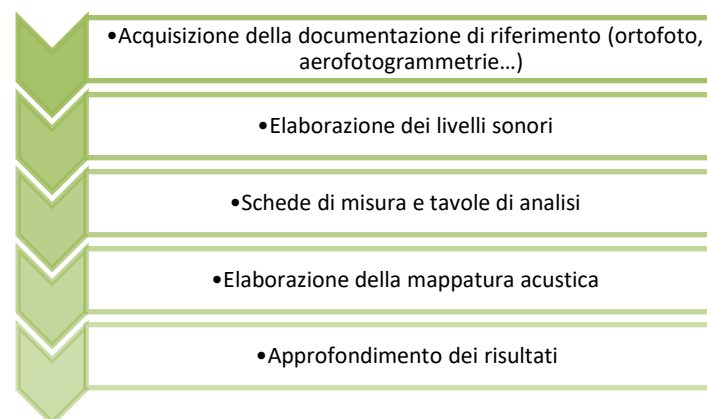 •Acquisizione della documentazione di riferimento (ortofoto,
aerofotogrammetrie…)
•Elaborazione dei livelli sonori
•Schede di misura e tavole di analisi
•Elaborazione della mappatura acustica
•Approfondimento dei risultati